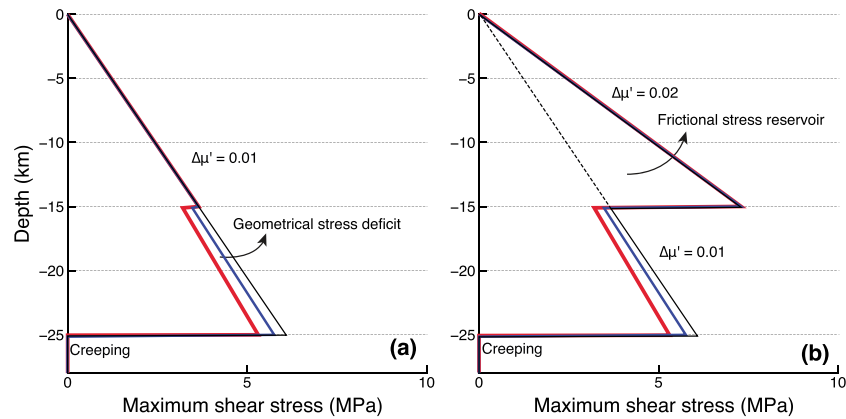 0
−5
−10
−15
−20
−25
Depth (km)
Δμ' = 0.01
Geometrical stress deficit
Creeping
(a)
0
5
10
Maximum shear stress (MPa)
0
−5
−10
−15
−20
−25
Δμ' = 0.02
Frictional stress reservoir
Δμ' = 0.01
Creeping
(b)
0
5
10
Maximum shear stress (MPa)